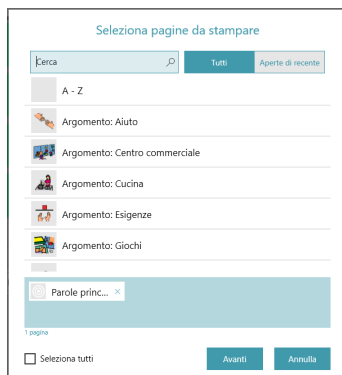 Seleziona pagine da stampare
Cerca
Tutti
Aperte di recente
A - Z
Argomento: Aiuto
Argomento: Centro commerciale
Argomento: Cucina
Argomento: Esigenze
Argomento: Giochi
Parole princ... ×
1 pagina
Seleziona tutti
Avanti
Annulla